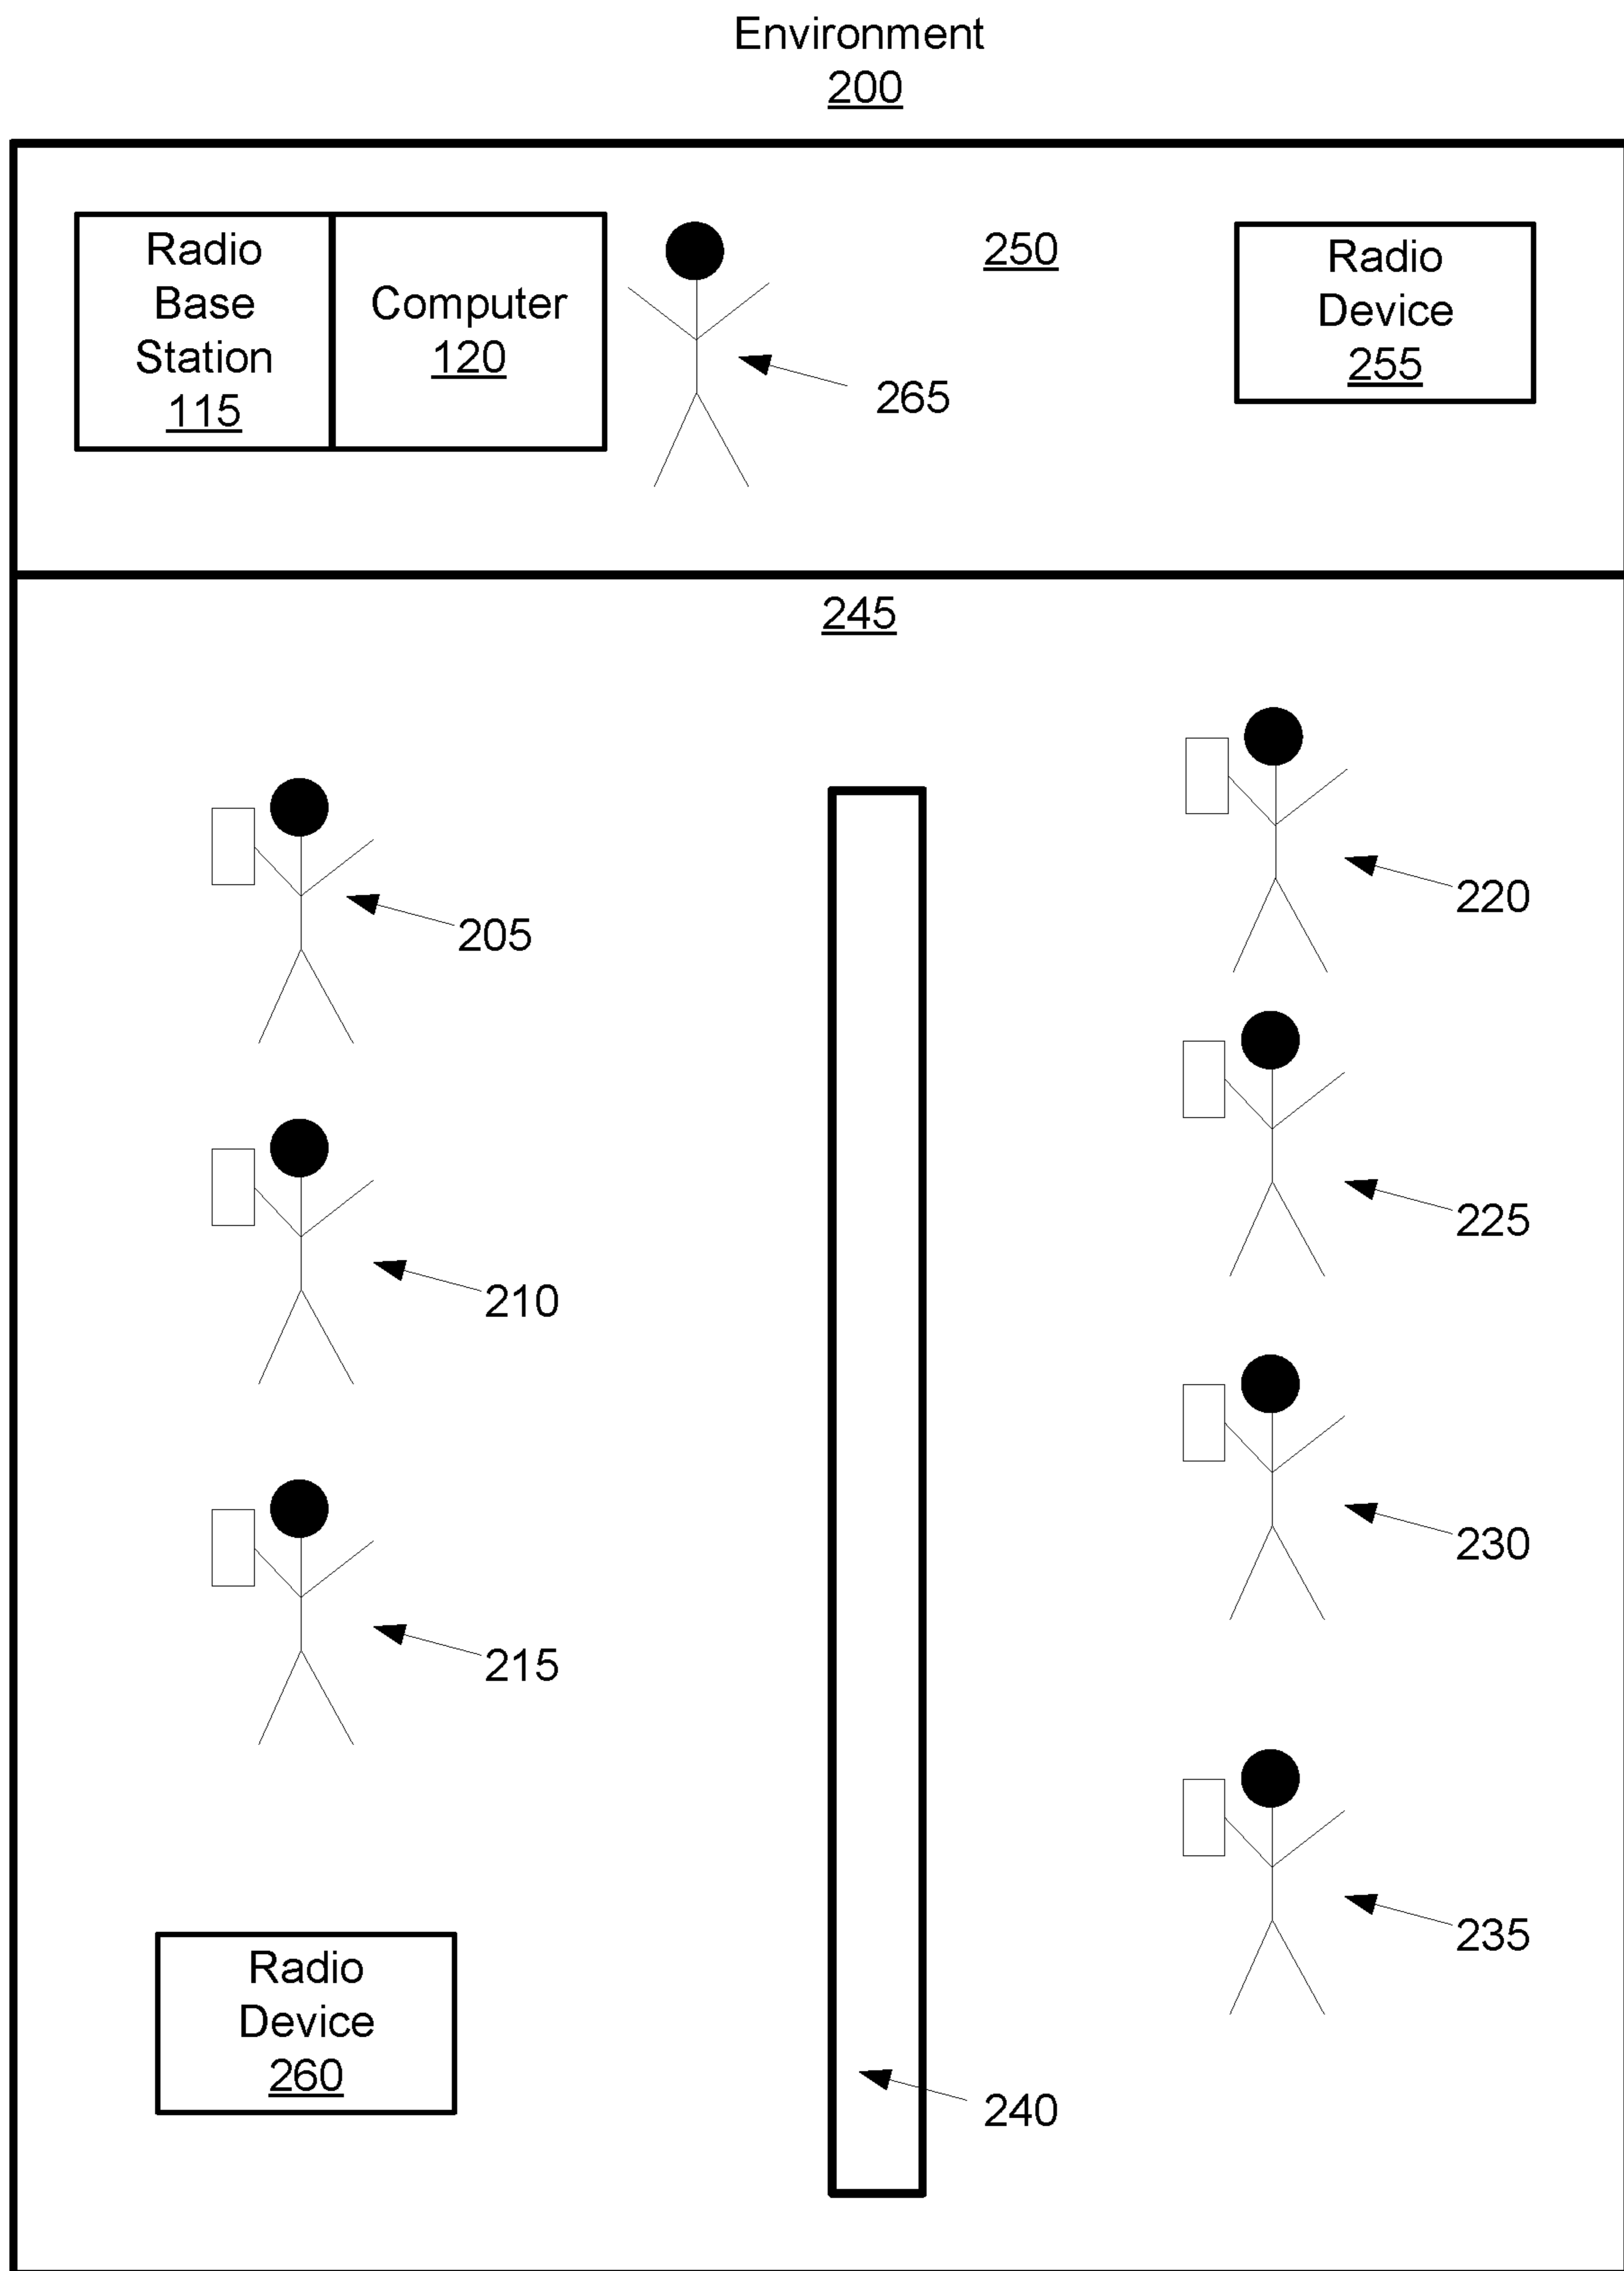 Environment
200
Radio
Base
Station
115
Computer
120
265
250
Radio
Device
255
245
205
220
210
225
215
230
235
Radio
Device
260
240